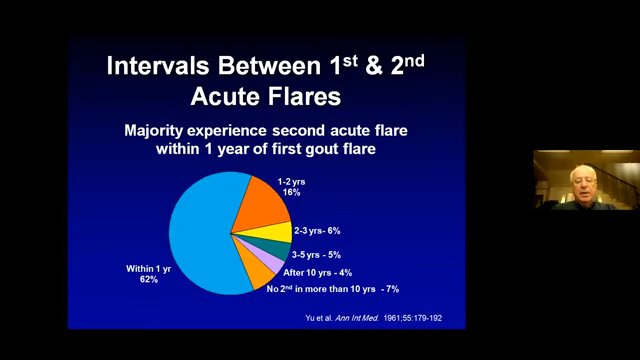 Intervals Between 1st & 2nd
Acute Flares
Majority experience second acute flare
within 1 year of first gout flare
1-2 yrs
16%
2-3 yrs- 6%
3-5 yrs - 5%
After 10 yrs - 4%
No 2nd in more than 10 yrs - 7%
Within 1 yr
62%
Yu et al. Ann Int Med. 1961;55:179-192